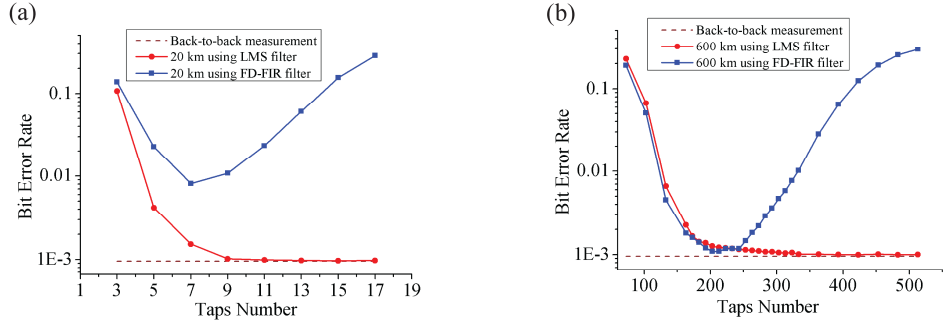 (a)
Back-to-back measurement
20 km using LMS filter
20 km using FD-FIR filter
0.1
0.01
1E-3
Bit Error Rate
1 3 5 7 9 11 13 15 17 19
Taps Number
(b)
Back-to-back measurement
600 km using LMS filter
600 km using FD-FIR filter
0.1
0.01
1E-3
Bit Error Rate
100 200 300 400 500
Taps Number